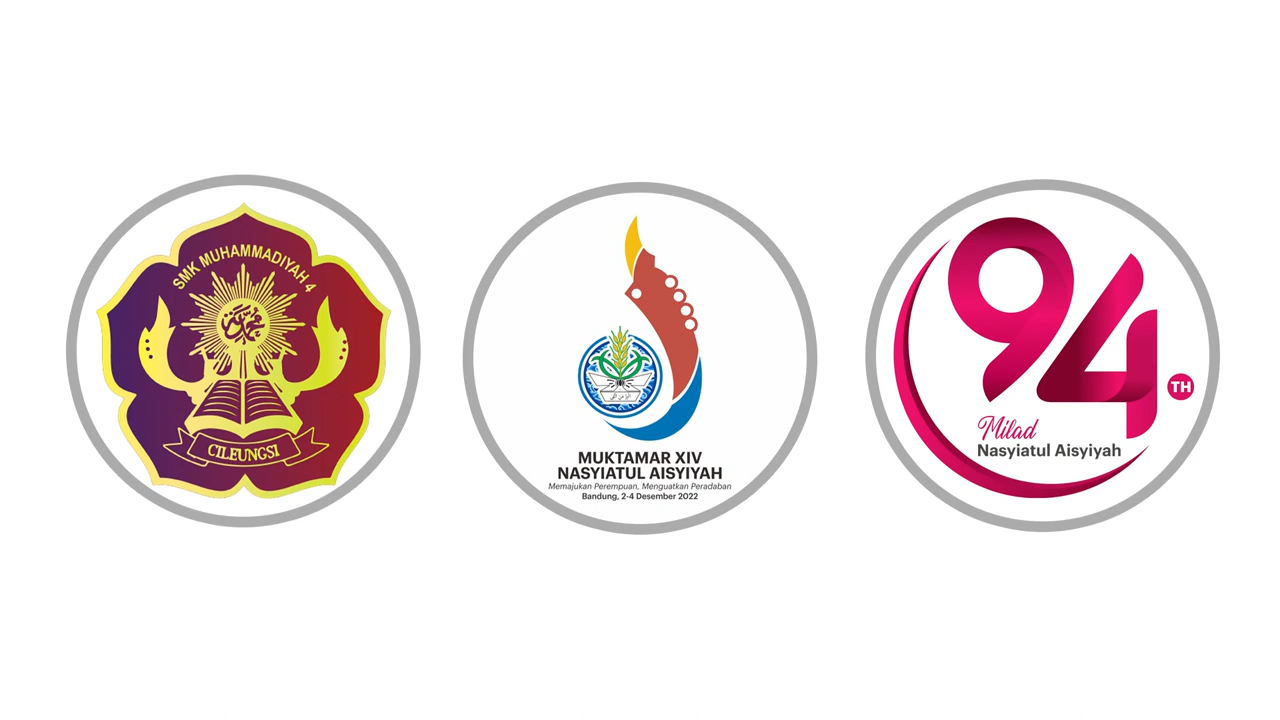 SMK MUHAMMADIYAH 4
محمد
CILEUNGSI
MUKTAMAR XIV
NASYIATUL AISYIYAH
Memajukan Perempuan, Menguatkan Peradaban
Bandung, 2-4 Desember 2022
94
TH
Milad
Nasyiatul Aisyiyah